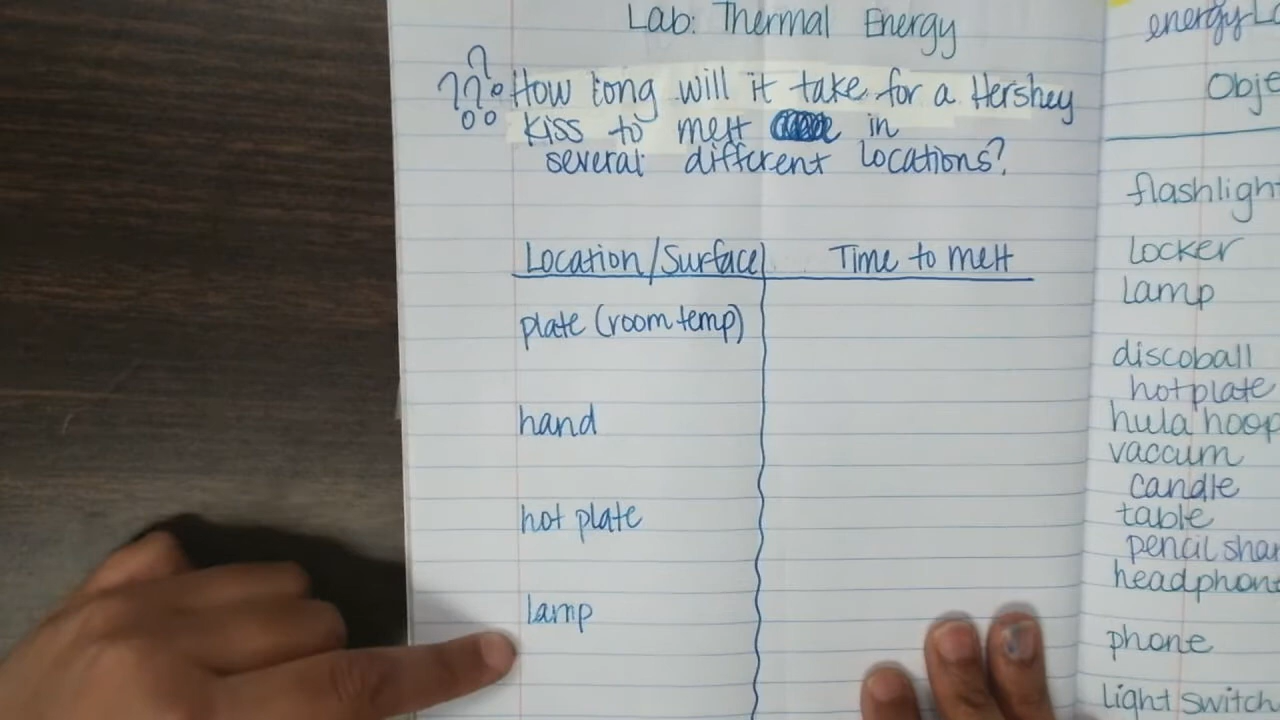 Lab: Thermal Energy
??? How long will it take for a Hershey
Kiss to melt in
several different locations?
Location/Surface Time to melt
plate (room temp)
hand
hot plate
lamp
energy
Obje
flashligh
Locker
Lamp
discoball
hotplate
hula hoop
vaccum
candle
table
pencil shar
headphon
phone
light switch